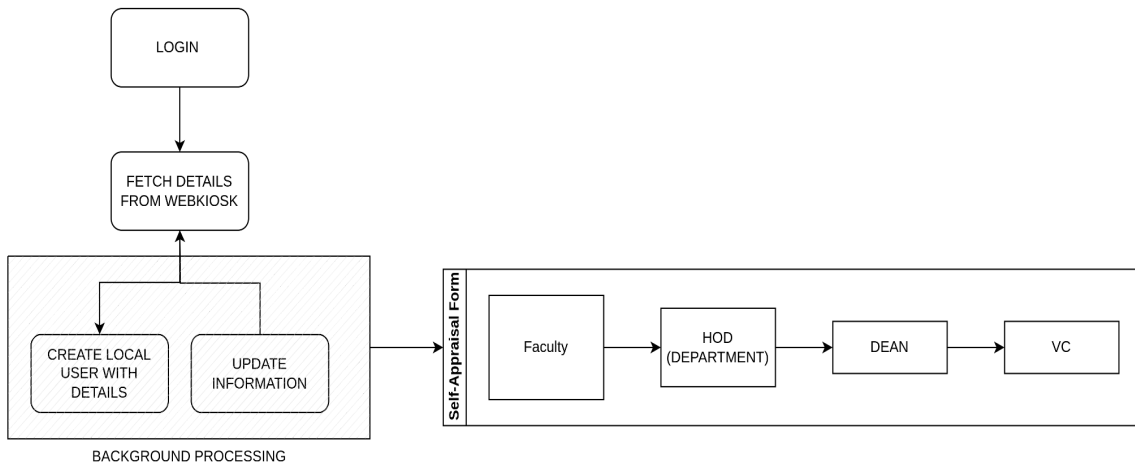 LOGIN
FETCH DETAILS
FROM WEBKIOSK
CREATE LOCAL
USER WITH
DETAILS
UPDATE
INFORMATION
BACKGROUND PROCESSING
Self-Appraisal Form
Faculty
HOD
(DEPARTMENT)
DEAN
VC